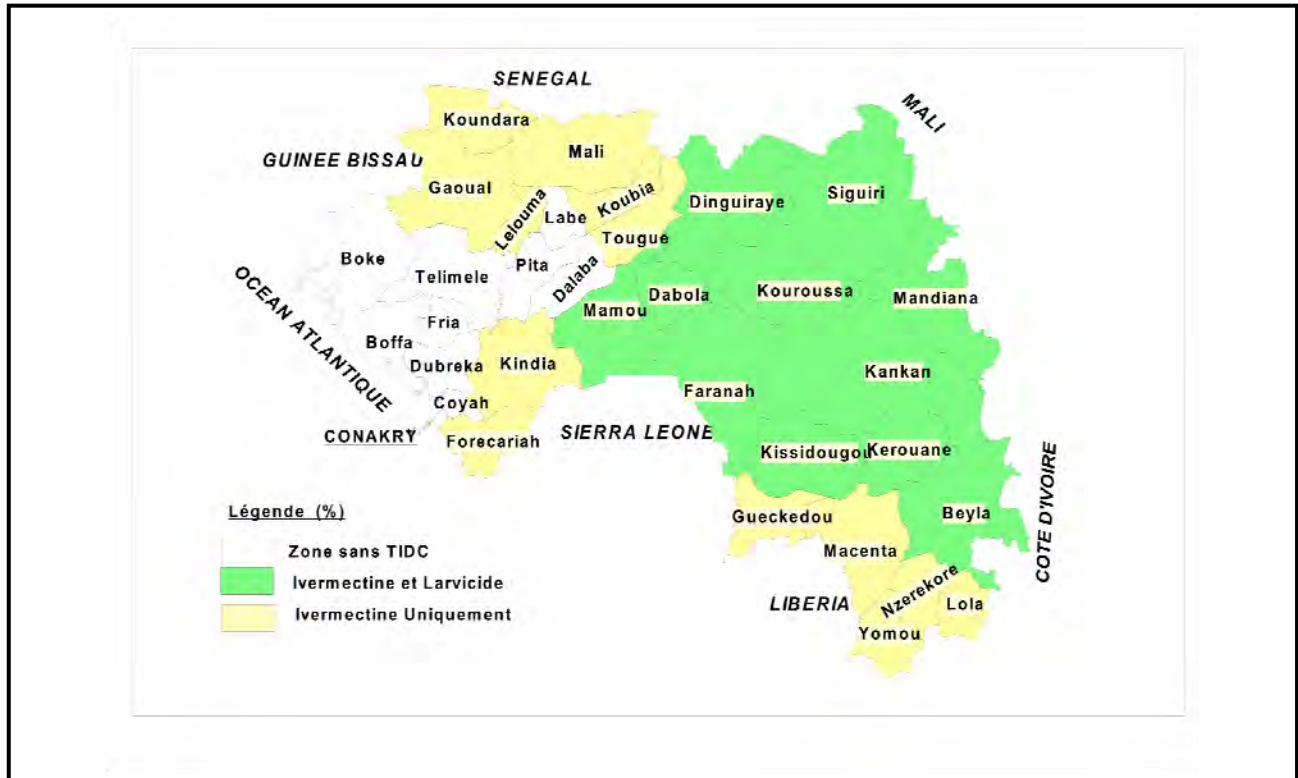 SENEGAL
MALI
Koundara
GUINEE BISSAU
Mali
Gaoual
Koubia
Dinguiraye
Siguiri
Lelouma
Labe
Tougue
Boke
Pita
Dalaba
Telimele
OCEAN ATLANTIQUE
Dabola
Kouroussa
Mandiana
Mamou
Fria
Boffa
Dubreka
Kindia
Kankan
Faranah
Coyah
CONAKRY
Forecariah
SIERRA LEONE
Kissidougou
Kerouane
COTE D'IVOIRE
Légende (%)
Gueckedou
Beyla
Zone sans TIDC
Macenta
Ivermectine et Larvicide
Nzerekore
LIBERIA
Lola
Ivermectine Uniquement
Yomou